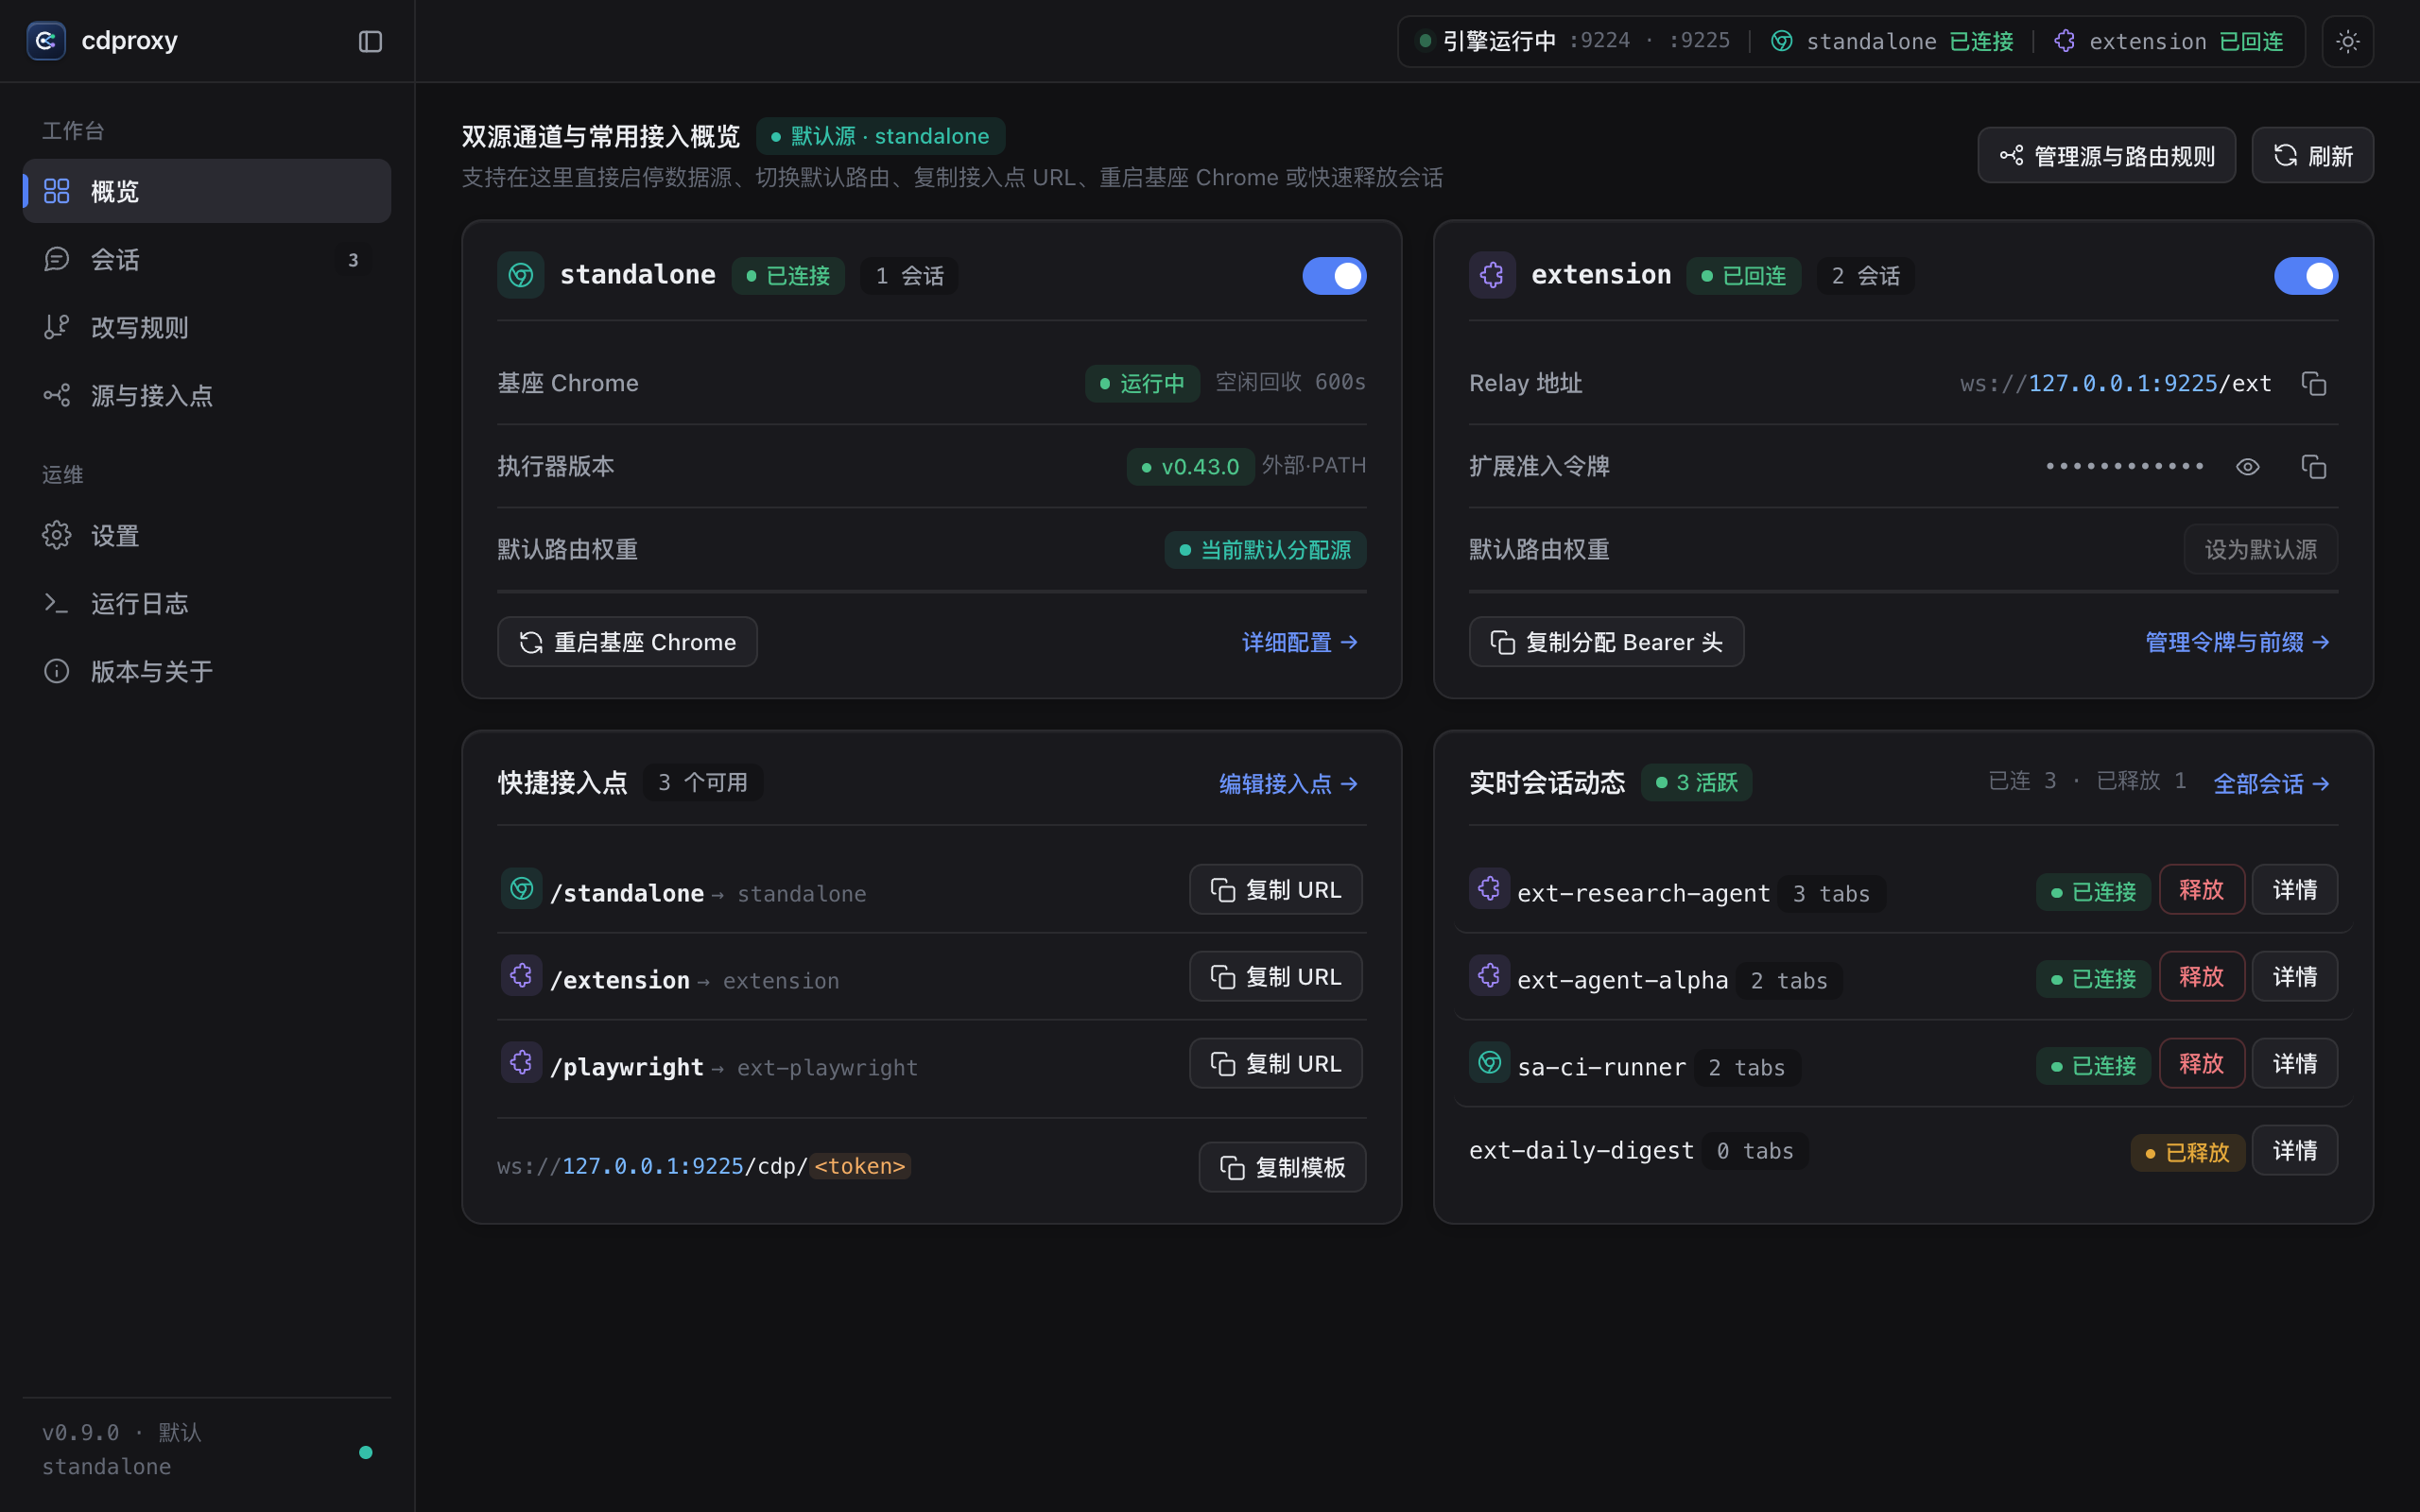 cdproxy
引擎运行中 :9224 · :9225 | standalone 已连接 | extension 已回连
工作台
概览
会话 3
改写规则
源与接入点
运维
设置
运行日志
版本与关于
v0.9.0 · 默认
standalone
双源通道与常用接入概览 默认源 · standalone
支持在这里直接启停数据源、切换默认路由、复制接入点 URL、重启基座 Chrome 或快速释放会话
管理源与路由规则 刷新
standalone 已连接 1 会话
基座 Chrome 运行中 空闲回收 600s
执行器版本 v0.43.0 外部·PATH
默认路由权重 当前默认分配源
重启基座 Chrome 详细配置 →
extension 已回连 2 会话
Relay 地址 ws://127.0.0.1:9225/ext
扩展准入令牌 ••••••••••••
默认路由权重 设为默认源
复制分配 Bearer 头 管理令牌与前缀 →
快捷接入点 3 个可用 编辑接入点 →
/standalone → standalone 复制 URL
/extension → extension 复制 URL
/playwright → ext-playwright 复制 URL
ws://127.0.0.1:9225/cdp/<token> 复制模板
实时会话动态 3 活跃 已连 3 · 已释放 1 全部会话 →
ext-research-agent 3 tabs 已连接 释放 详情
ext-agent-alpha 2 tabs 已连接 释放 详情
sa-ci-runner 2 tabs 已连接 释放 详情
ext-daily-digest 0 tabs 已释放 详情